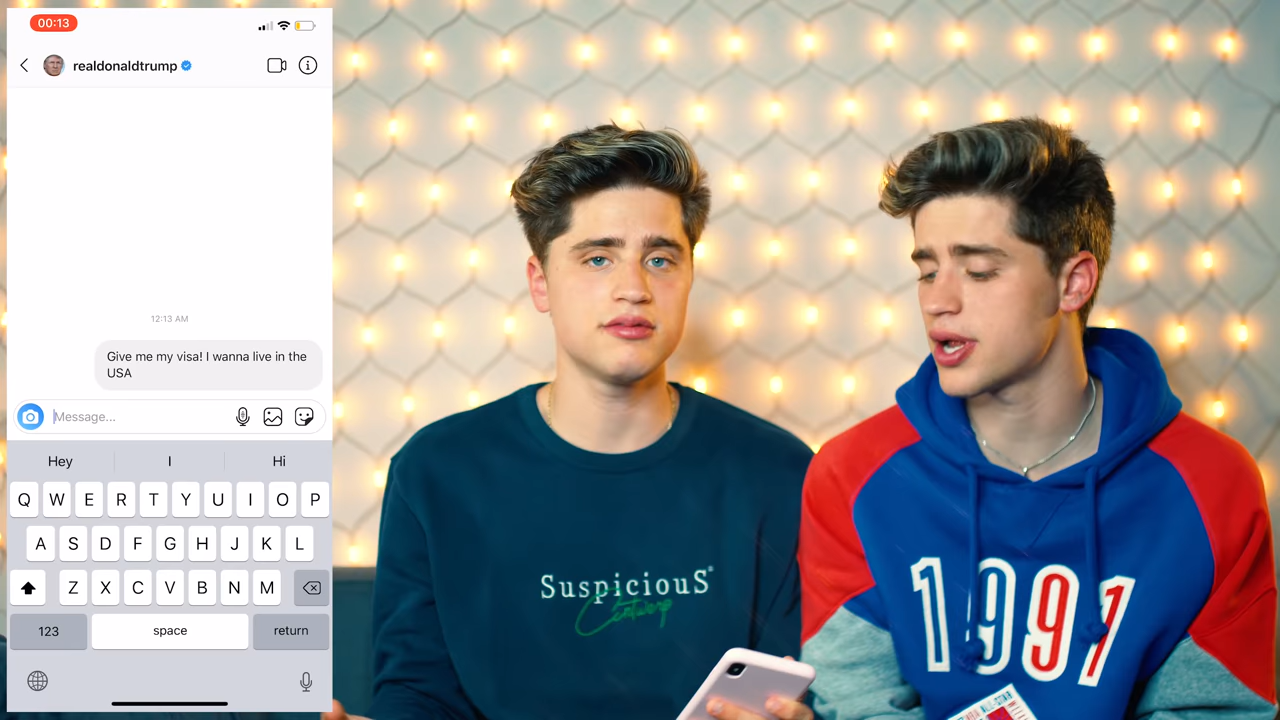 00:13
realdonaldtrump
12:13 AM
Give me my visa! I wanna live in the
USA
Message...
Hey I Hi
Q W E R T Y U I O P
A S D F G H J K L
Z X C V B N M
123 space return
SuspiciouS
Antwerp
1991